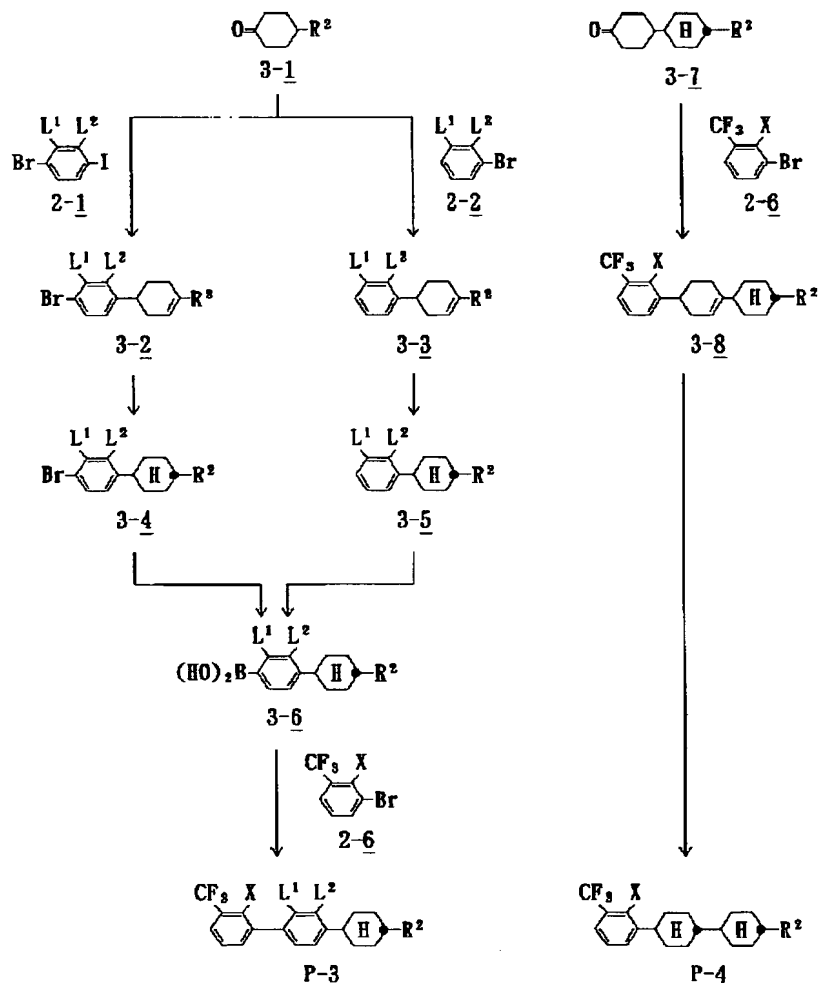 O R² O H R²
3-1 3-7
L¹ L² L¹ L² CF₃ X
Br I Br Br
2-1 2-2 2-6
L¹ L² L¹ L² CF₃ X
Br R² R² H R²
3-2 3-3 3-8
L¹ L² L¹ L²
Br H R² H R²
3-4 3-5
L¹ L²
(HO)₂B H R²
3-6
CF₃ X
Br
2-6
CF₃ X L¹ L² CF₃ X
H R² H H R²
P-3 P-4